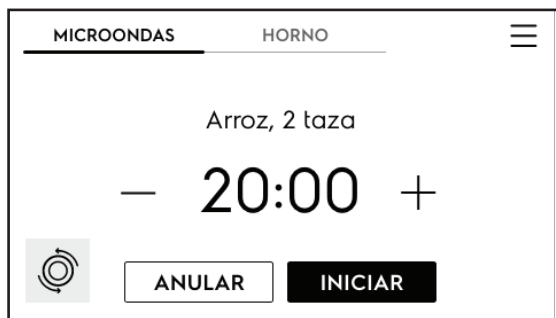 MICROONDAS HORNO
Arroz, 2 taza
— 20:00 +
ANULAR INICIAR